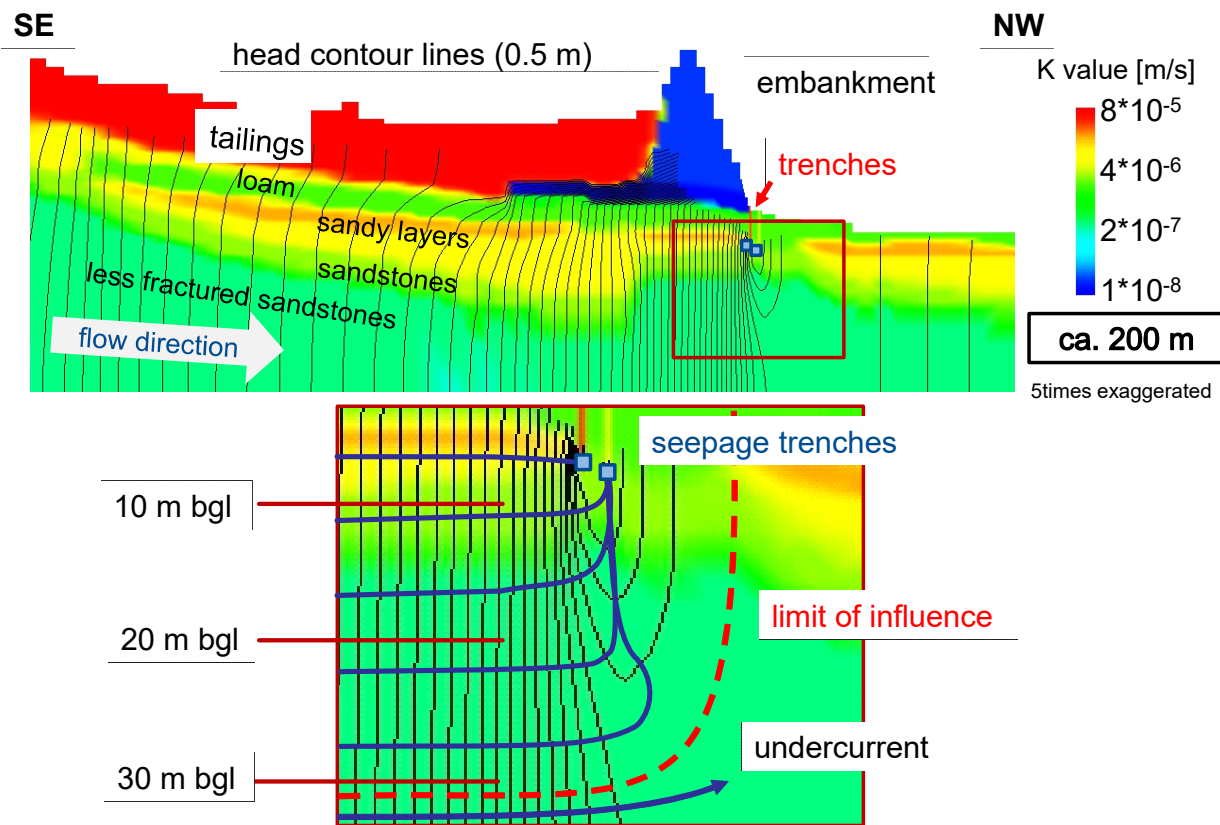 SE
NW
head contour lines (0.5 m)
embankment
K value [m/s]
8*10⁻⁵
4*10⁻⁶
2*10⁻⁷
1*10⁻⁸
trenches
tailings
loam
sandy layers
sandstones
less fractured sandstones
flow direction
ca. 200 m
5times exaggerated
seepage trenches
10 m bgl
limit of influence
20 m bgl
undercurrent
30 m bgl